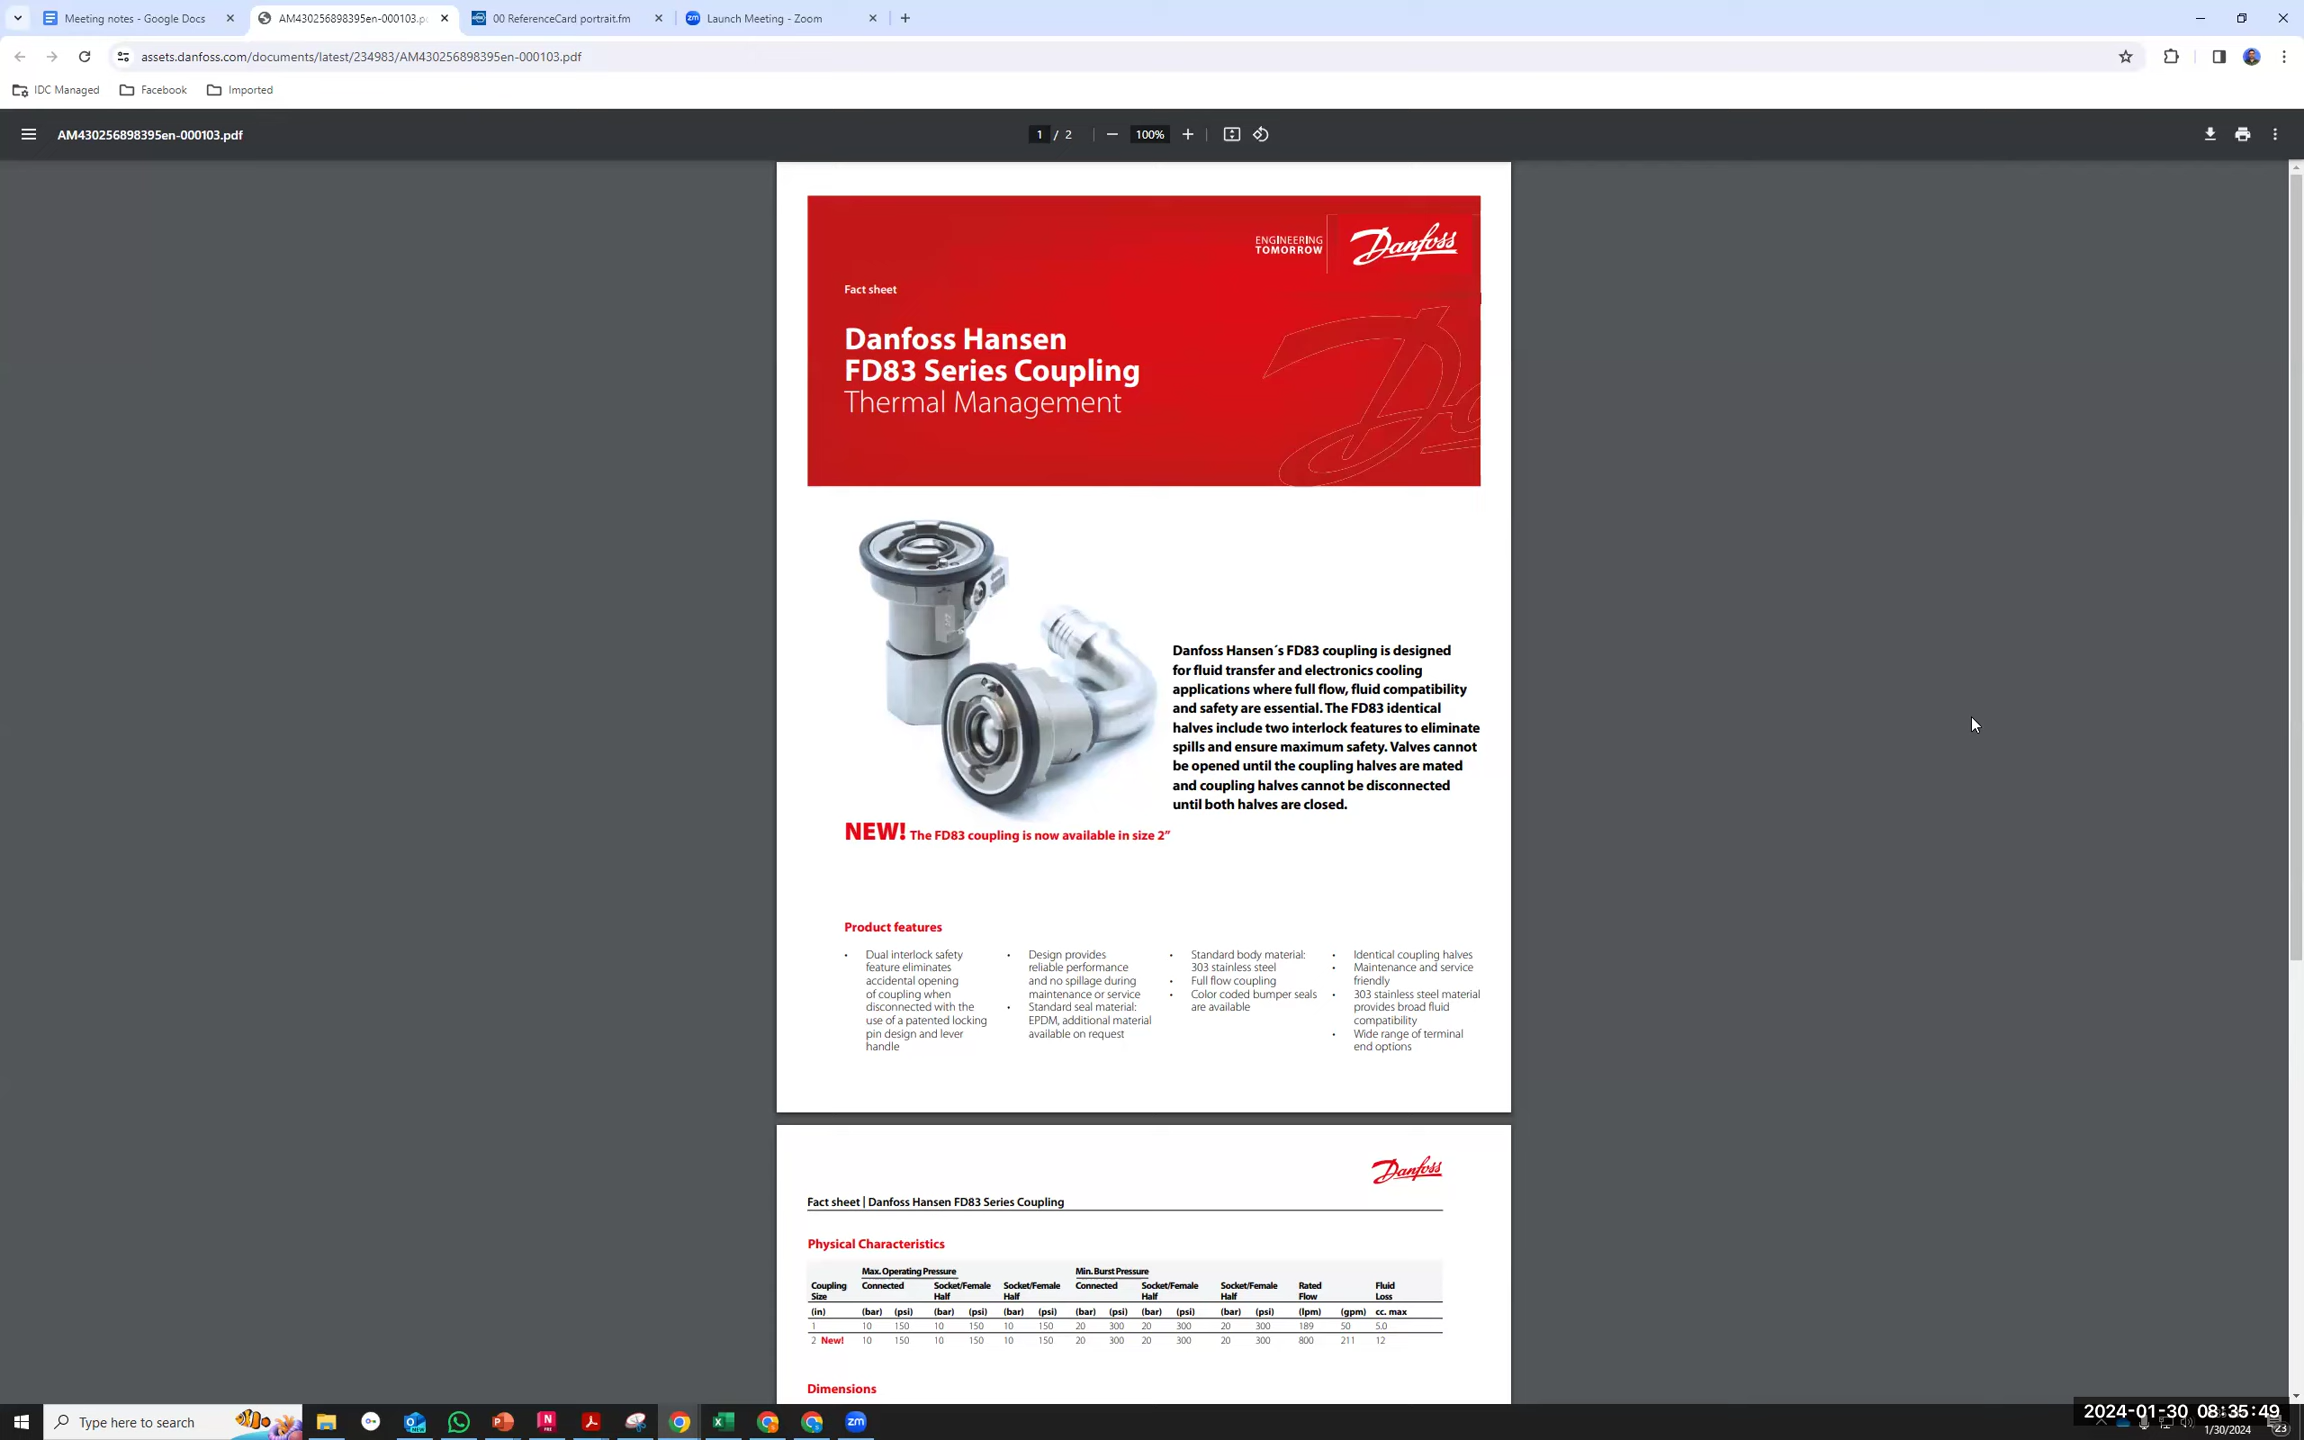 Meeting notes - Google Docs
AM430256898395en-000103.p
00 ReferenceCard portrait.fm
Launch Meeting - Zoom
assets.danfoss.com/documents/latest/234983/AM430256898395en-000103.pdf
IDC Managed
Facebook
Imported
AM430256898395en-000103.pdf
1 / 2
100%
ENGINEERING
TOMORROW
Danfoss
Fact sheet
Danfoss Hansen
FD83 Series Coupling
Thermal Management
Danfoss Hansen´s FD83 coupling is designed
for fluid transfer and electronics cooling
applications where full flow, fluid compatibility
and safety are essential. The FD83 identical
halves include two interlock features to eliminate
spills and ensure maximum safety. Valves cannot
be opened until the coupling halves are mated
and coupling halves cannot be disconnected
until both halves are closed.
NEW! The FD83 coupling is now available in size 2”
Product features
• Dual interlock safety
feature eliminates
accidental opening
of coupling when
disconnected with the
use of a patented locking
pin design and lever
handle
• Design provides
reliable performance
and no spillage during
maintenance or service
• Standard seal material:
EPDM, additional material
available on request
• Standard body material:
303 stainless steel
• Full flow coupling
• Color coded bumper seals
are available
• Identical coupling halves
• Maintenance and service
friendly
• 303 stainless steel material
provides broad fluid
compatibility
• Wide range of terminal
end options
Danfoss
Fact sheet | Danfoss Hansen FD83 Series Coupling
Physical Characteristics
Max. Operating Pressure Min. Burst Pressure
Coupling Connected Socket/Female Socket/Female Connected Socket/Female Socket/Female Rated Fluid
Size Half Half Half Half Flow Loss
(in) (bar) (psi) (bar) (psi) (bar) (psi) (bar) (psi) (bar) (psi) (bar) (psi) (lpm) (gpm) cc. max
1 10 150 10 150 10 150 20 300 20 300 20 300 189 50 5.0
2 New! 10 150 10 150 10 150 20 300 20 300 20 300 800 211 12
Dimensions
Type here to search
2024-01-30 08:35:49
1/30/2024
23